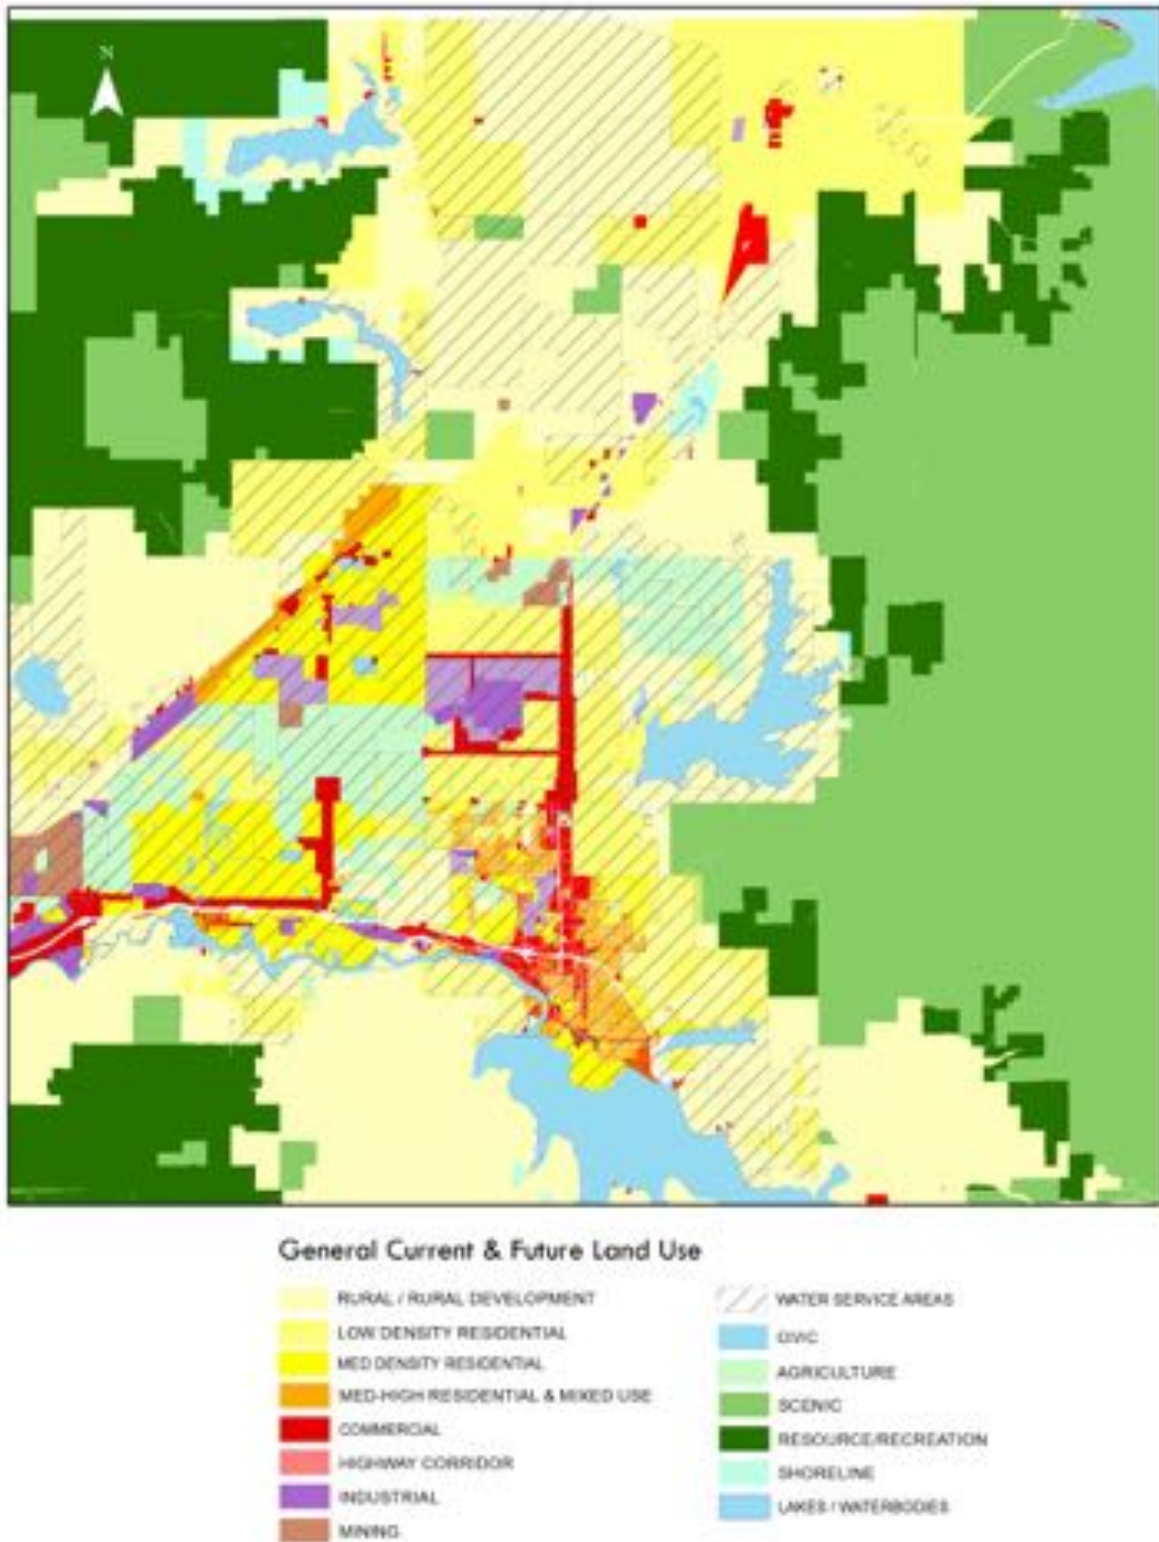 N
General Current & Future Land Use
RURAL / RURAL DEVELOPMENT
LOW DENSITY RESIDENTIAL
MED DENSITY RESIDENTIAL
MED-HIGH RESIDENTIAL & MIXED USE
COMMERCIAL
HIGHWAY CORRIDOR
INDUSTRIAL
MINING
WATER SERVICE AREAS
CIVIC
AGRICULTURE
SCENIC
RESOURCE/RECREATION
SHORELINE
LAKES / WATERBODIES